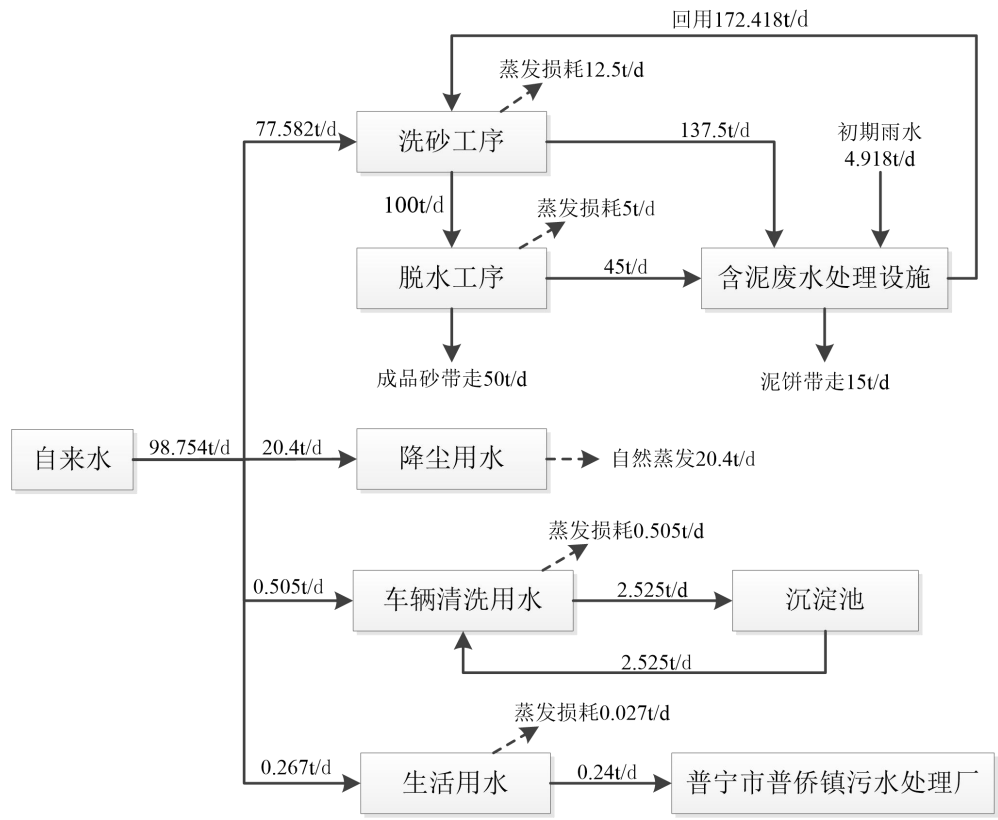 回用172.418t/d
蒸发损耗12.5t/d
77.582t/d
洗砂工序
137.5t/d
初期雨水
4.918t/d
100t/d
蒸发损耗5t/d
脱水工序
45t/d
含泥废水处理设施
成品砂带走50t/d
泥饼带走15t/d
自来水
98.754t/d
20.4t/d
降尘用水
自然蒸发20.4t/d
蒸发损耗0.505t/d
0.505t/d
车辆清洗用水
2.525t/d
沉淀池
2.525t/d
蒸发损耗0.027t/d
0.267t/d
生活用水
0.24t/d
普宁市普侨镇污水处理厂